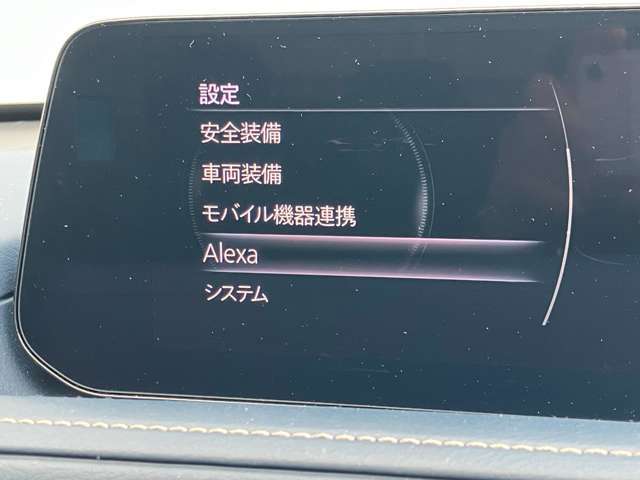 設定
安全装備
車両装備
モバイル機器連携
Alexa
システム